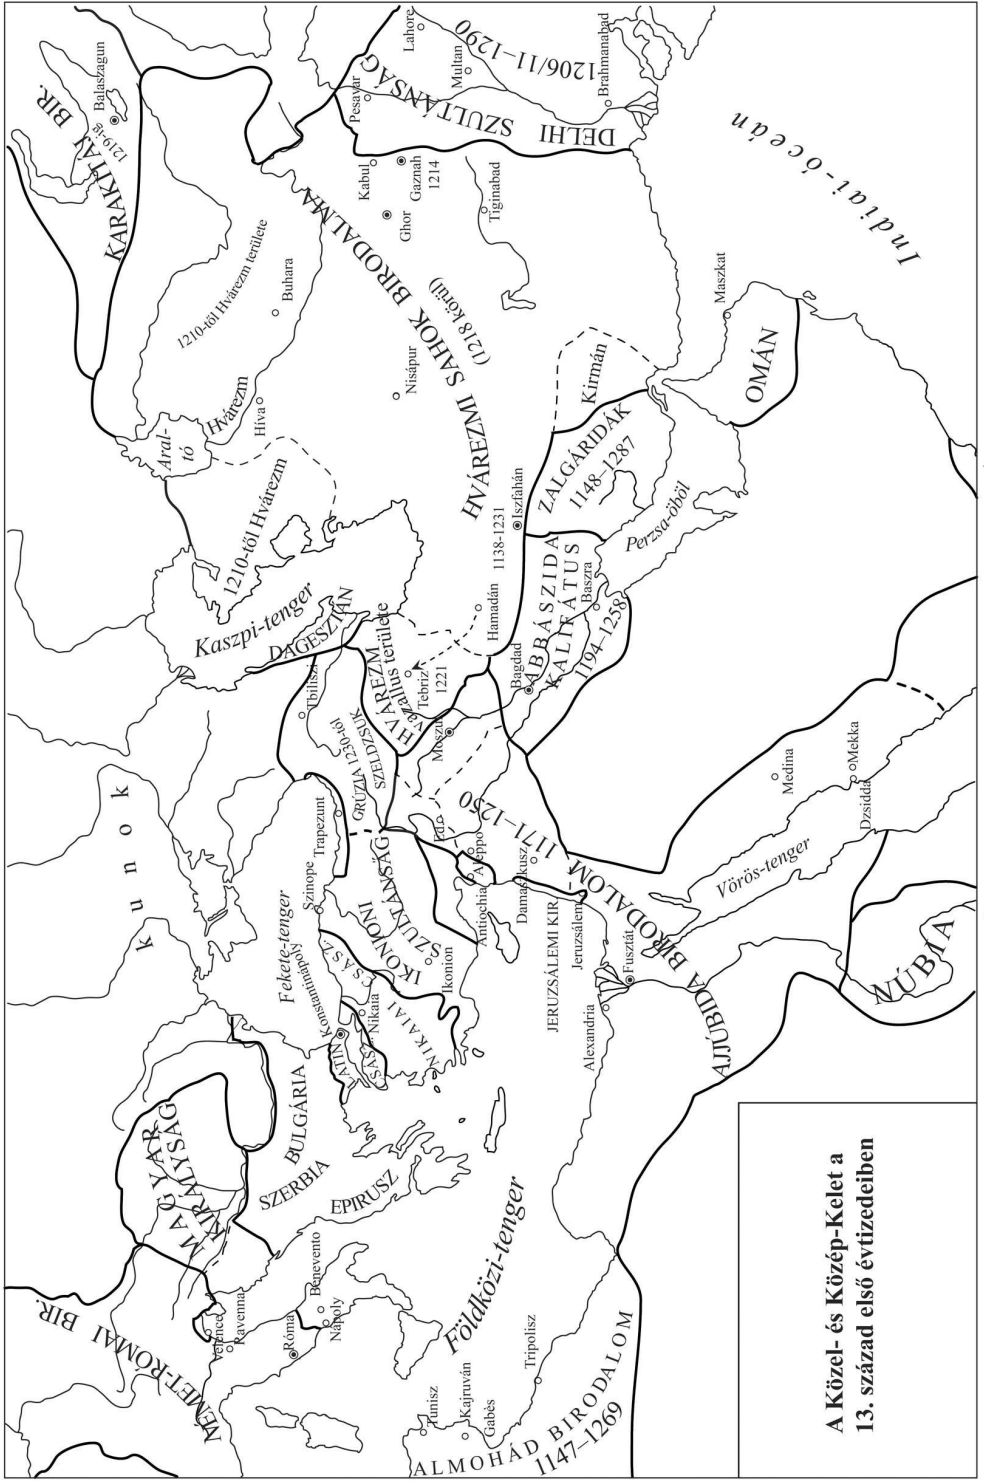 A Közel- és Közép-Kelet a
13. század első évtizedeiben
NÉMET-RÓMAI BIR.
MAGYAR
KIRÁLYSÁG
Velence
Ravenna
Róma
Benevento
Nápoly
SZERBIA
BULGÁRIA
EPIRUSZ
Földközi-tenger
ALMOHÁD BIRODALOM
1147–1269
Tunisz
Kajruván
Gabès
Tripolisz
kunok
Fekete-tenger
LATIN
CSÁSZ.
Konstantinápoly
Nikaia
NIKAIAI
CSÁSZ.
IKONIONI
SZULTÁNSÁG
Ikonion
Szinope
Trapezunt
Antiochia
Aleppo
Damaszkusz
JERUZSÁLEMI KIR.
Jeruzsálem
Alexandria
Fusztát
AJJÚBIDA BIRODALOM
1171–1250
NÚBIA
Vörös-tenger
Medina
Mekka
Dzsidda
Kaszpi-tenger
DAGESZTÁN
Tbiliszi
GRÚZIA 1230-tól
SZELDZSUK
HVÁREZM
vazallus területe
Tebriz
1221
Moszul
Hamadán
Bagdad
ABBÁSZIDA
KALIFÁTUS
1194–1258
Baszra
1138-1231
Iszfahán
ZALGÁRIDÁK
1148–1287
Perzsa-öböl
Kirmán
OMÁN
Maszkat
Aral-
tó
1210-től Hvárezm
Hvárezm
Hiva
Buhara
1210-től Hvárezm területe
Nisápur
HVÁREZMI SAHOK BIRODALMA
(1218 körül)
KARAKITÁJ BIR.
1219-ig
Balaszagun
Kabul
Gaznah
1214
Ghor
Tiginabad
Pesavar
Lahore
Multan
DELHI SZULTÁNSÁG
1206/11–1290
Brahmanabad
Indiai-óceán